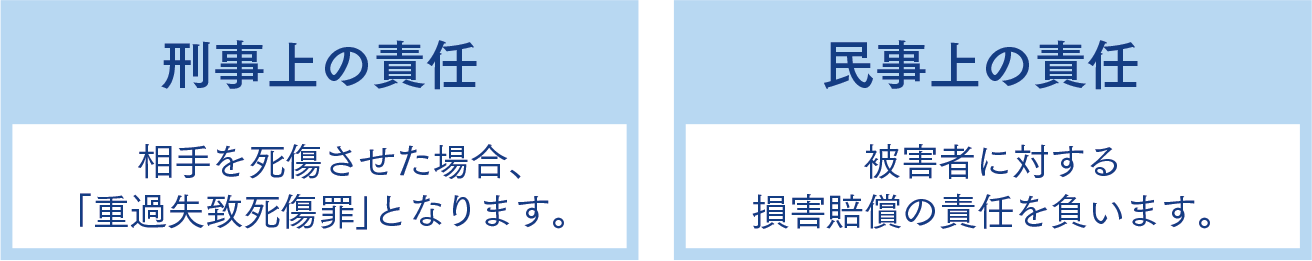 刑事上の責任
相手を死傷させた場合、
「重過失致死傷罪」となります。
民事上の責任
被害者に対する
損害賠償の責任を負います。